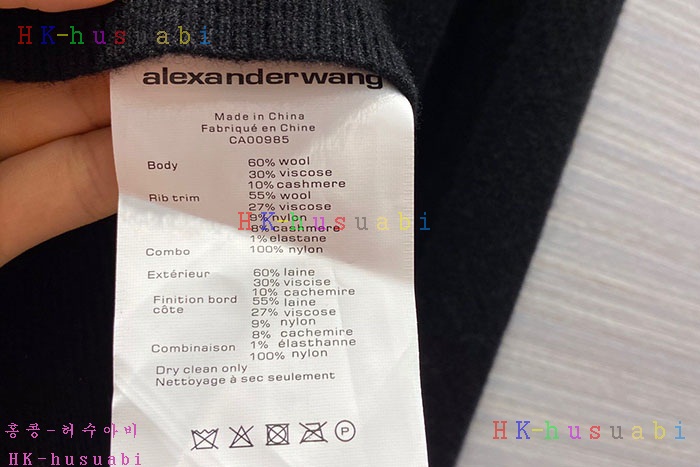 HK-husuabi
alexanderwang
Made in China
Fabriqué en Chine
CA00985
Body 60% wool
30% viscose
10% cashmere
Rib trim 55% wool
27% viscose
9% nylon
HK-husuabi
8% cashmere
1% elastane
Combo 100% nylon
Extérieur 60% laine
30% viscise
10% cachemire
Finition bord 55% laine
côte 27% viscose
9% nylon
8% cachemire
Combinaison 1% élasthanne
100% nylon
Dry clean only
Nettoyage à sec seulement
P
홍콩-허수아비
HK-husuabi
HK-husuabi